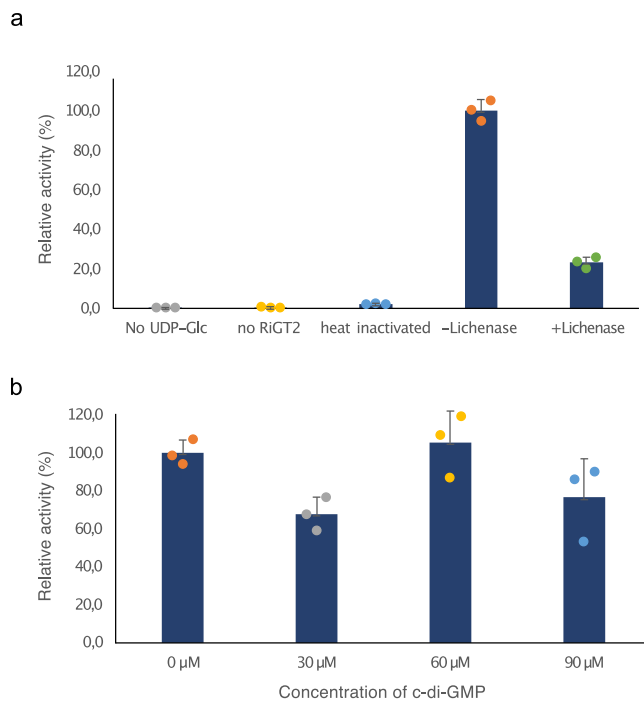 a
120,0
100,0
80,0
60,0
40,0
20,0
0,0
Relative activity (%)
No UDP–Glc no RiGT2 heat inactivated –Lichenase +Lichenase
b
120,0
100,0
80,0
60,0
40,0
20,0
0,0
Relative activity (%)
0 µM 30 µM 60 µM 90 µM
Concentration of c-di-GMP